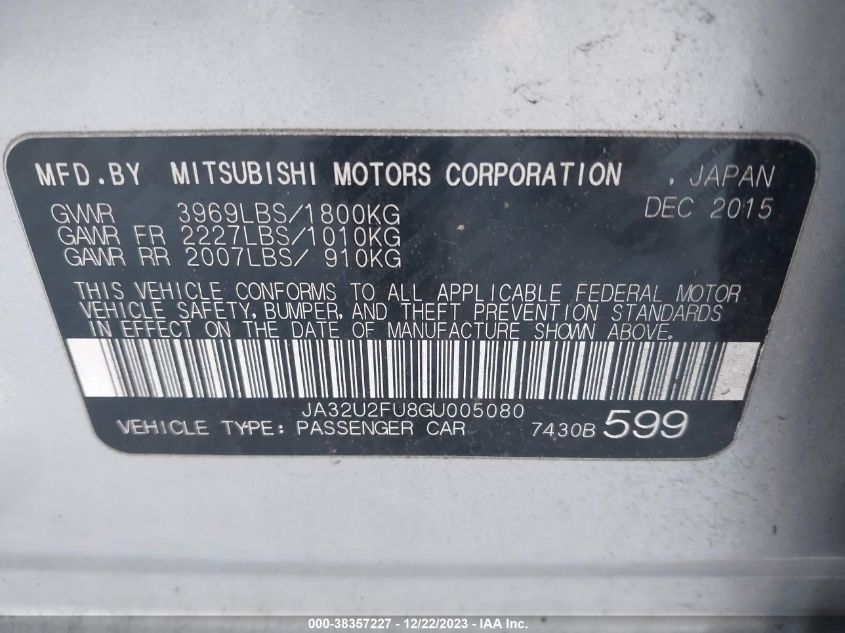 MFD.BY MITSUBISHI MOTORS CORPORATION , JAPAN
DEC 2015
GVWR 3969LBS/1800KG
GAWR FR 2227LBS/1010KG
GAWR RR 2007LBS/ 910KG
THIS VEHICLE CONFORMS TO ALL APPLICABLE FEDERAL MOTOR
VEHICLE SAFETY, BUMPER, AND THEFT PREVENTION STANDARDS
IN EFFECT ON THE DATE OF MANUFACTURE SHOWN ABOVE.
JA32U2FU8GU005080
VEHICLE TYPE: PASSENGER CAR 7430B 599
000-38357227 - 12/22/2023 - IAA Inc.